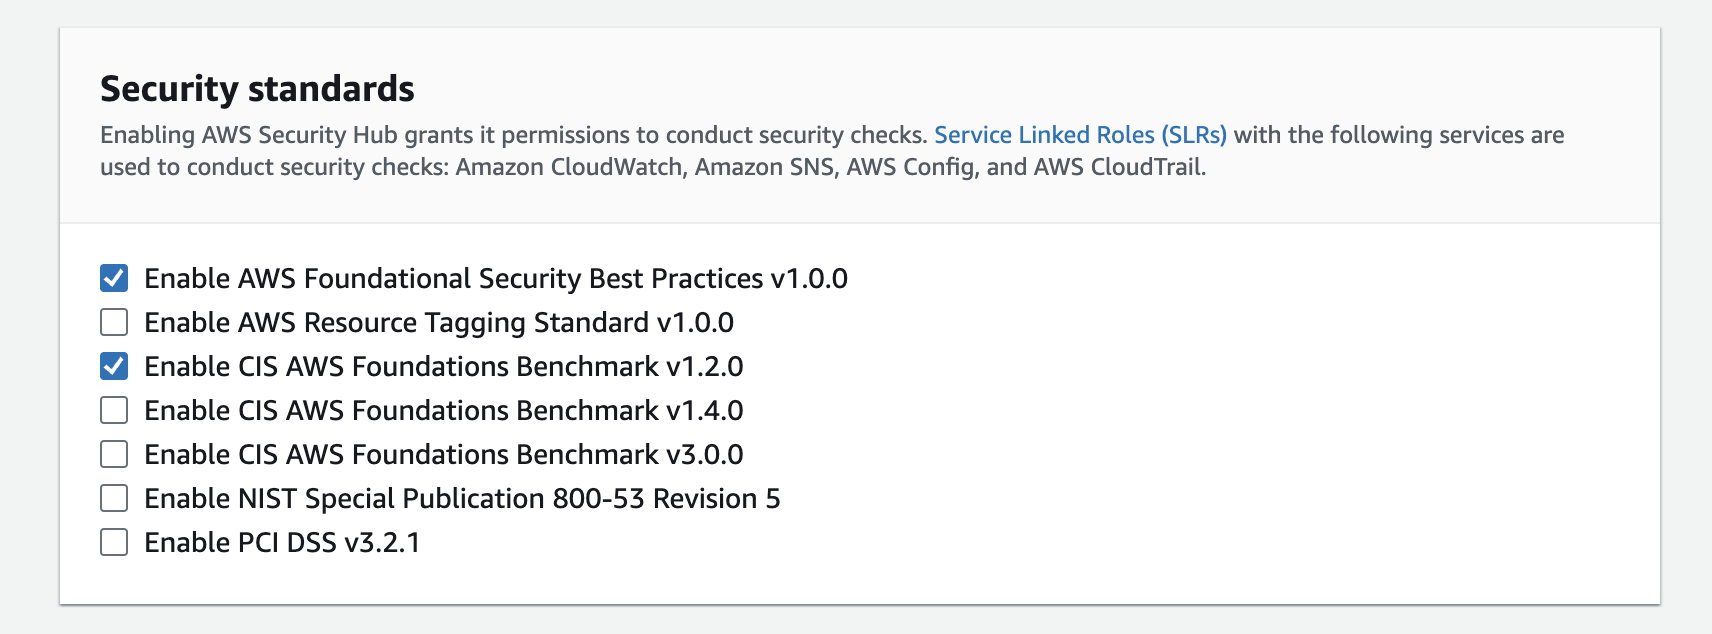 Security standards
Enabling AWS Security Hub grants it permissions to conduct security checks. Service Linked Roles (SLRs) with the following services are
used to conduct security checks: Amazon CloudWatch, Amazon SNS, AWS Config, and AWS CloudTrail.
Enable AWS Foundational Security Best Practices v1.0.0
Enable AWS Resource Tagging Standard v1.0.0
Enable CIS AWS Foundations Benchmark v1.2.0
Enable CIS AWS Foundations Benchmark v1.4.0
Enable CIS AWS Foundations Benchmark v3.0.0
Enable NIST Special Publication 800-53 Revision 5
Enable PCI DSS v3.2.1